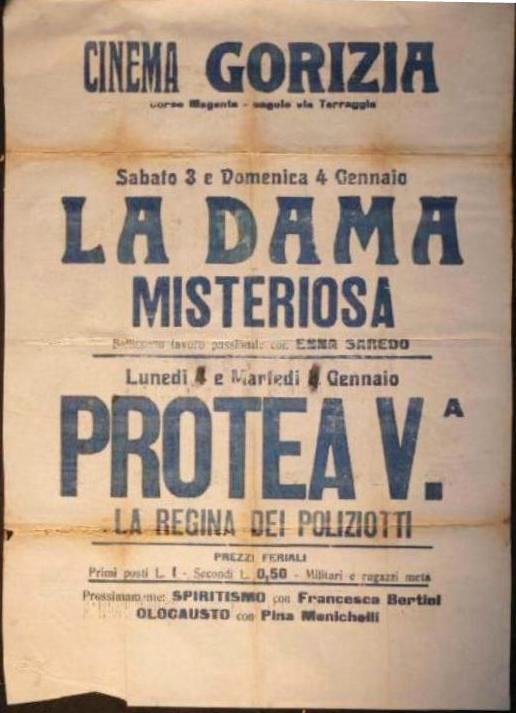 CINEMA GORIZIA
corso Magenta - angolo via Terraggio
Sabato 3 e Domenica 4 Gennaio
LA DAMA
MISTERIOSA
Bellissimo lavoro passionale con ENNA SAREDO
Lunedì e Martedì Gennaio
PROTEA V.A
LA REGINA DEI POLIZIOTTI
PREZZI FERIALI
Primi posti L. 1 - Secondi L. 0,50 - Militari e ragazzi metà
Prossimamente: SPIRITISMO con Francesca Bertini
OLOCAUSTO con Pina Menichelli